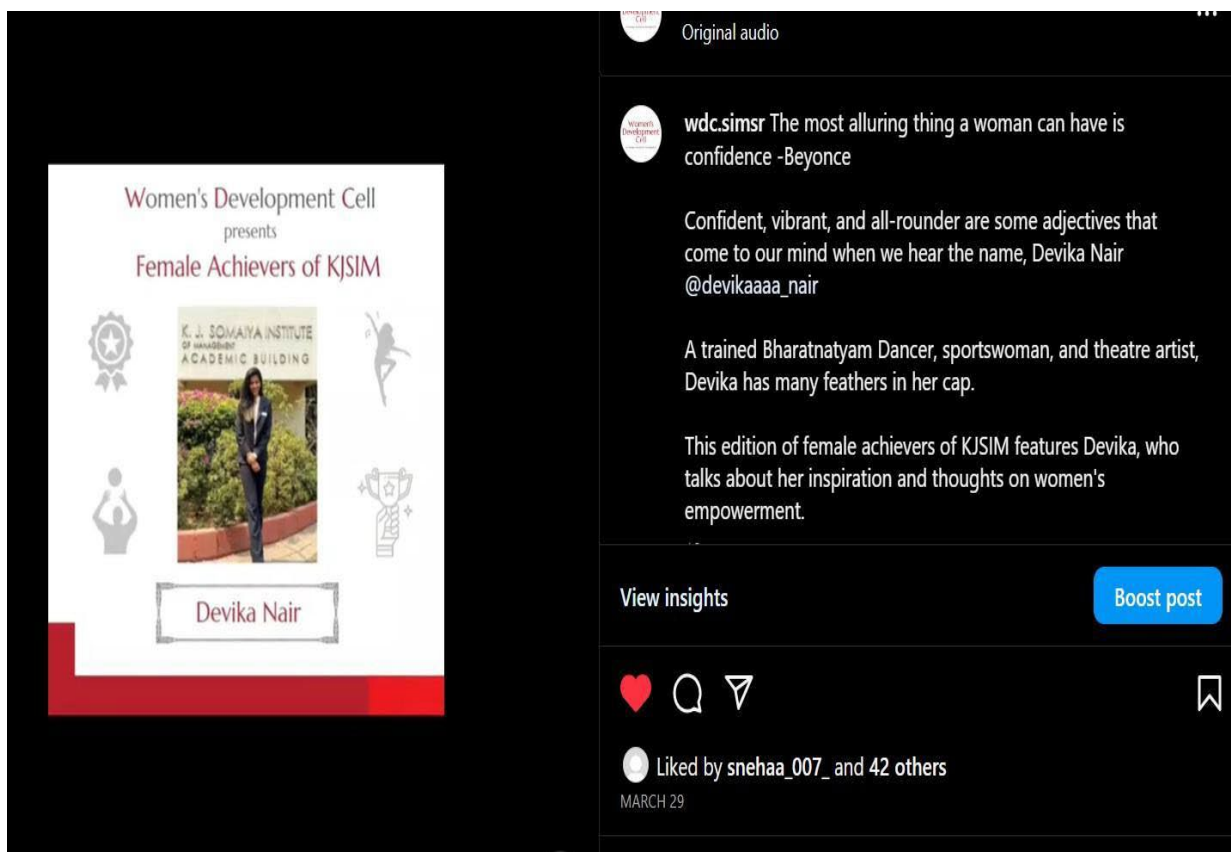 Women's Development Cell
presents
Female Achievers of KJSIM
K. J. SOMAIYA INSTITUTE
OF MANAGEMENT
ACADEMIC BUILDING
Devika Nair
Original audio
Women's
Development
Cell
wdc.simsr The most alluring thing a woman can have is
confidence -Beyonce
Confident, vibrant, and all-rounder are some adjectives that
come to our mind when we hear the name, Devika Nair
@devikaaaa_nair
A trained Bharatnatyam Dancer, sportswoman, and theatre artist,
Devika has many feathers in her cap.
This edition of female achievers of KJSIM features Devika, who
talks about her inspiration and thoughts on women's
empowerment.
View insights
Boost post
Liked by snehaa_007_ and 42 others
MARCH 29